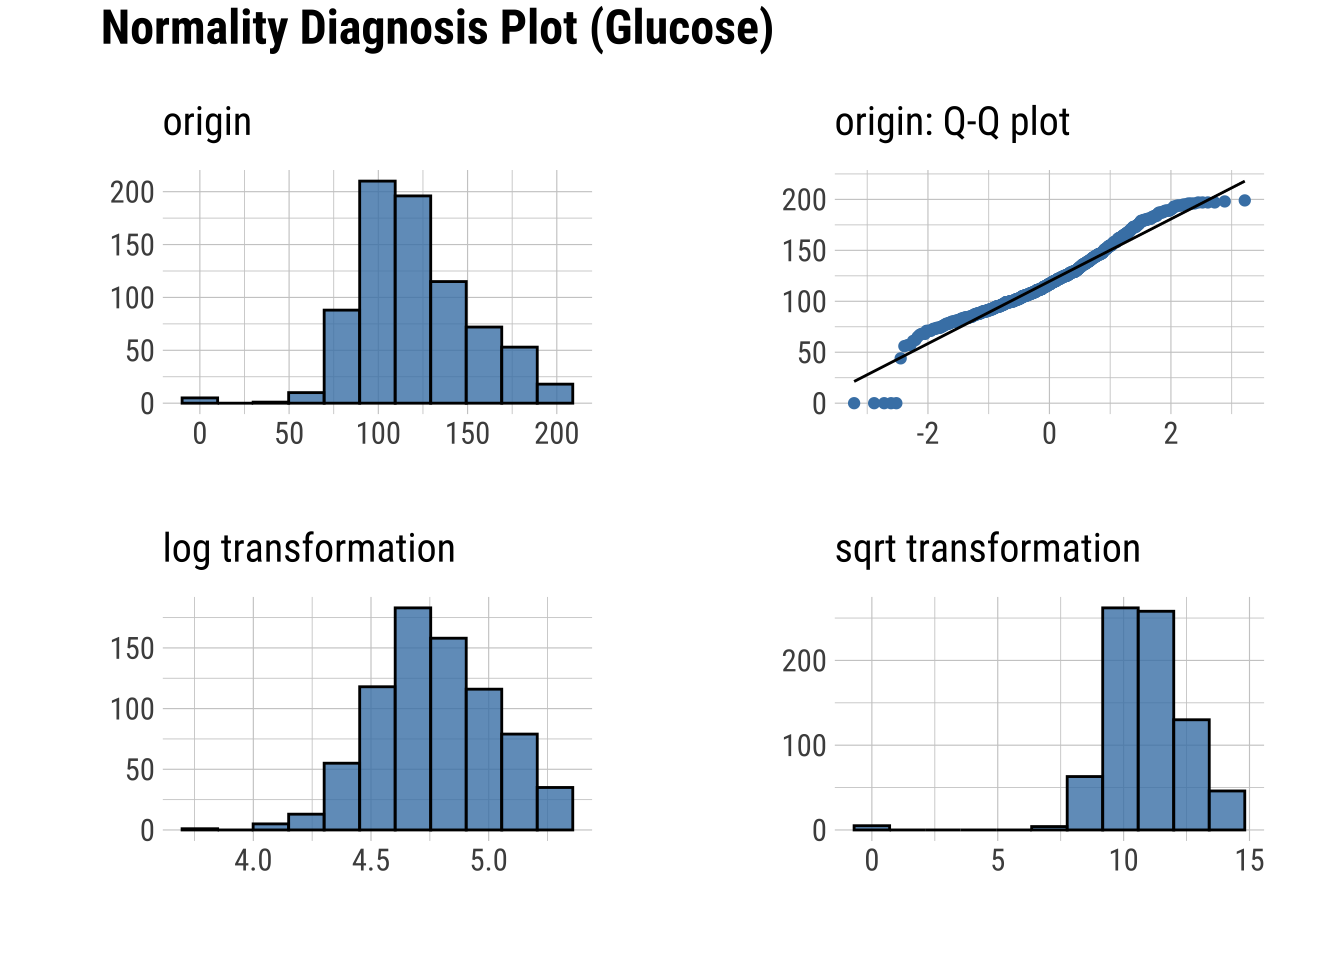 Normality Diagnosis Plot (Glucose)
origin
200
150
100
50
0
0 50 100 150 200
origin: Q-Q plot
200
150
100
50
0
-2 0 2
log transformation
150
100
50
0
4.0 4.5 5.0
sqrt transformation
200
100
0
0 5 10 15